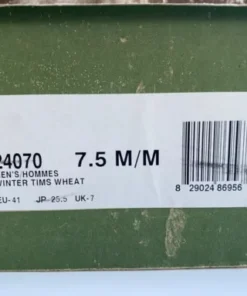 24070 7.5 M/M
EN'S/HOMMES
WINTER TIMS WHEAT
EU-41 JP-25.5 UK-7
8 29024 86956